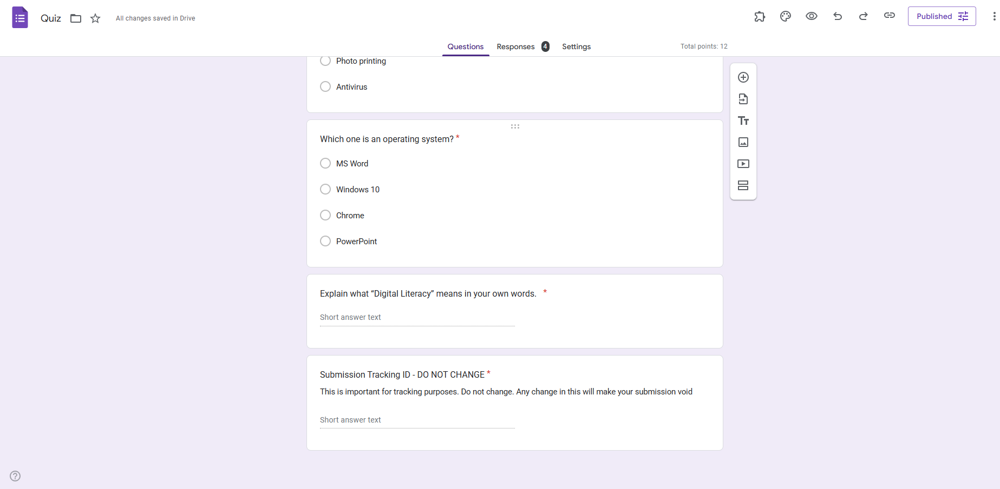 Quiz
All changes saved in Drive
Published
Questions
Responses 4
Settings
Total points: 12
Photo printing
Antivirus
Which one is an operating system? *
MS Word
Windows 10
Chrome
PowerPoint
Explain what “Digital Literacy” means in your own words. *
Short answer text
Submission Tracking ID - DO NOT CHANGE *
This is important for tracking purposes. Do not change. Any change in this will make your submission void
Short answer text